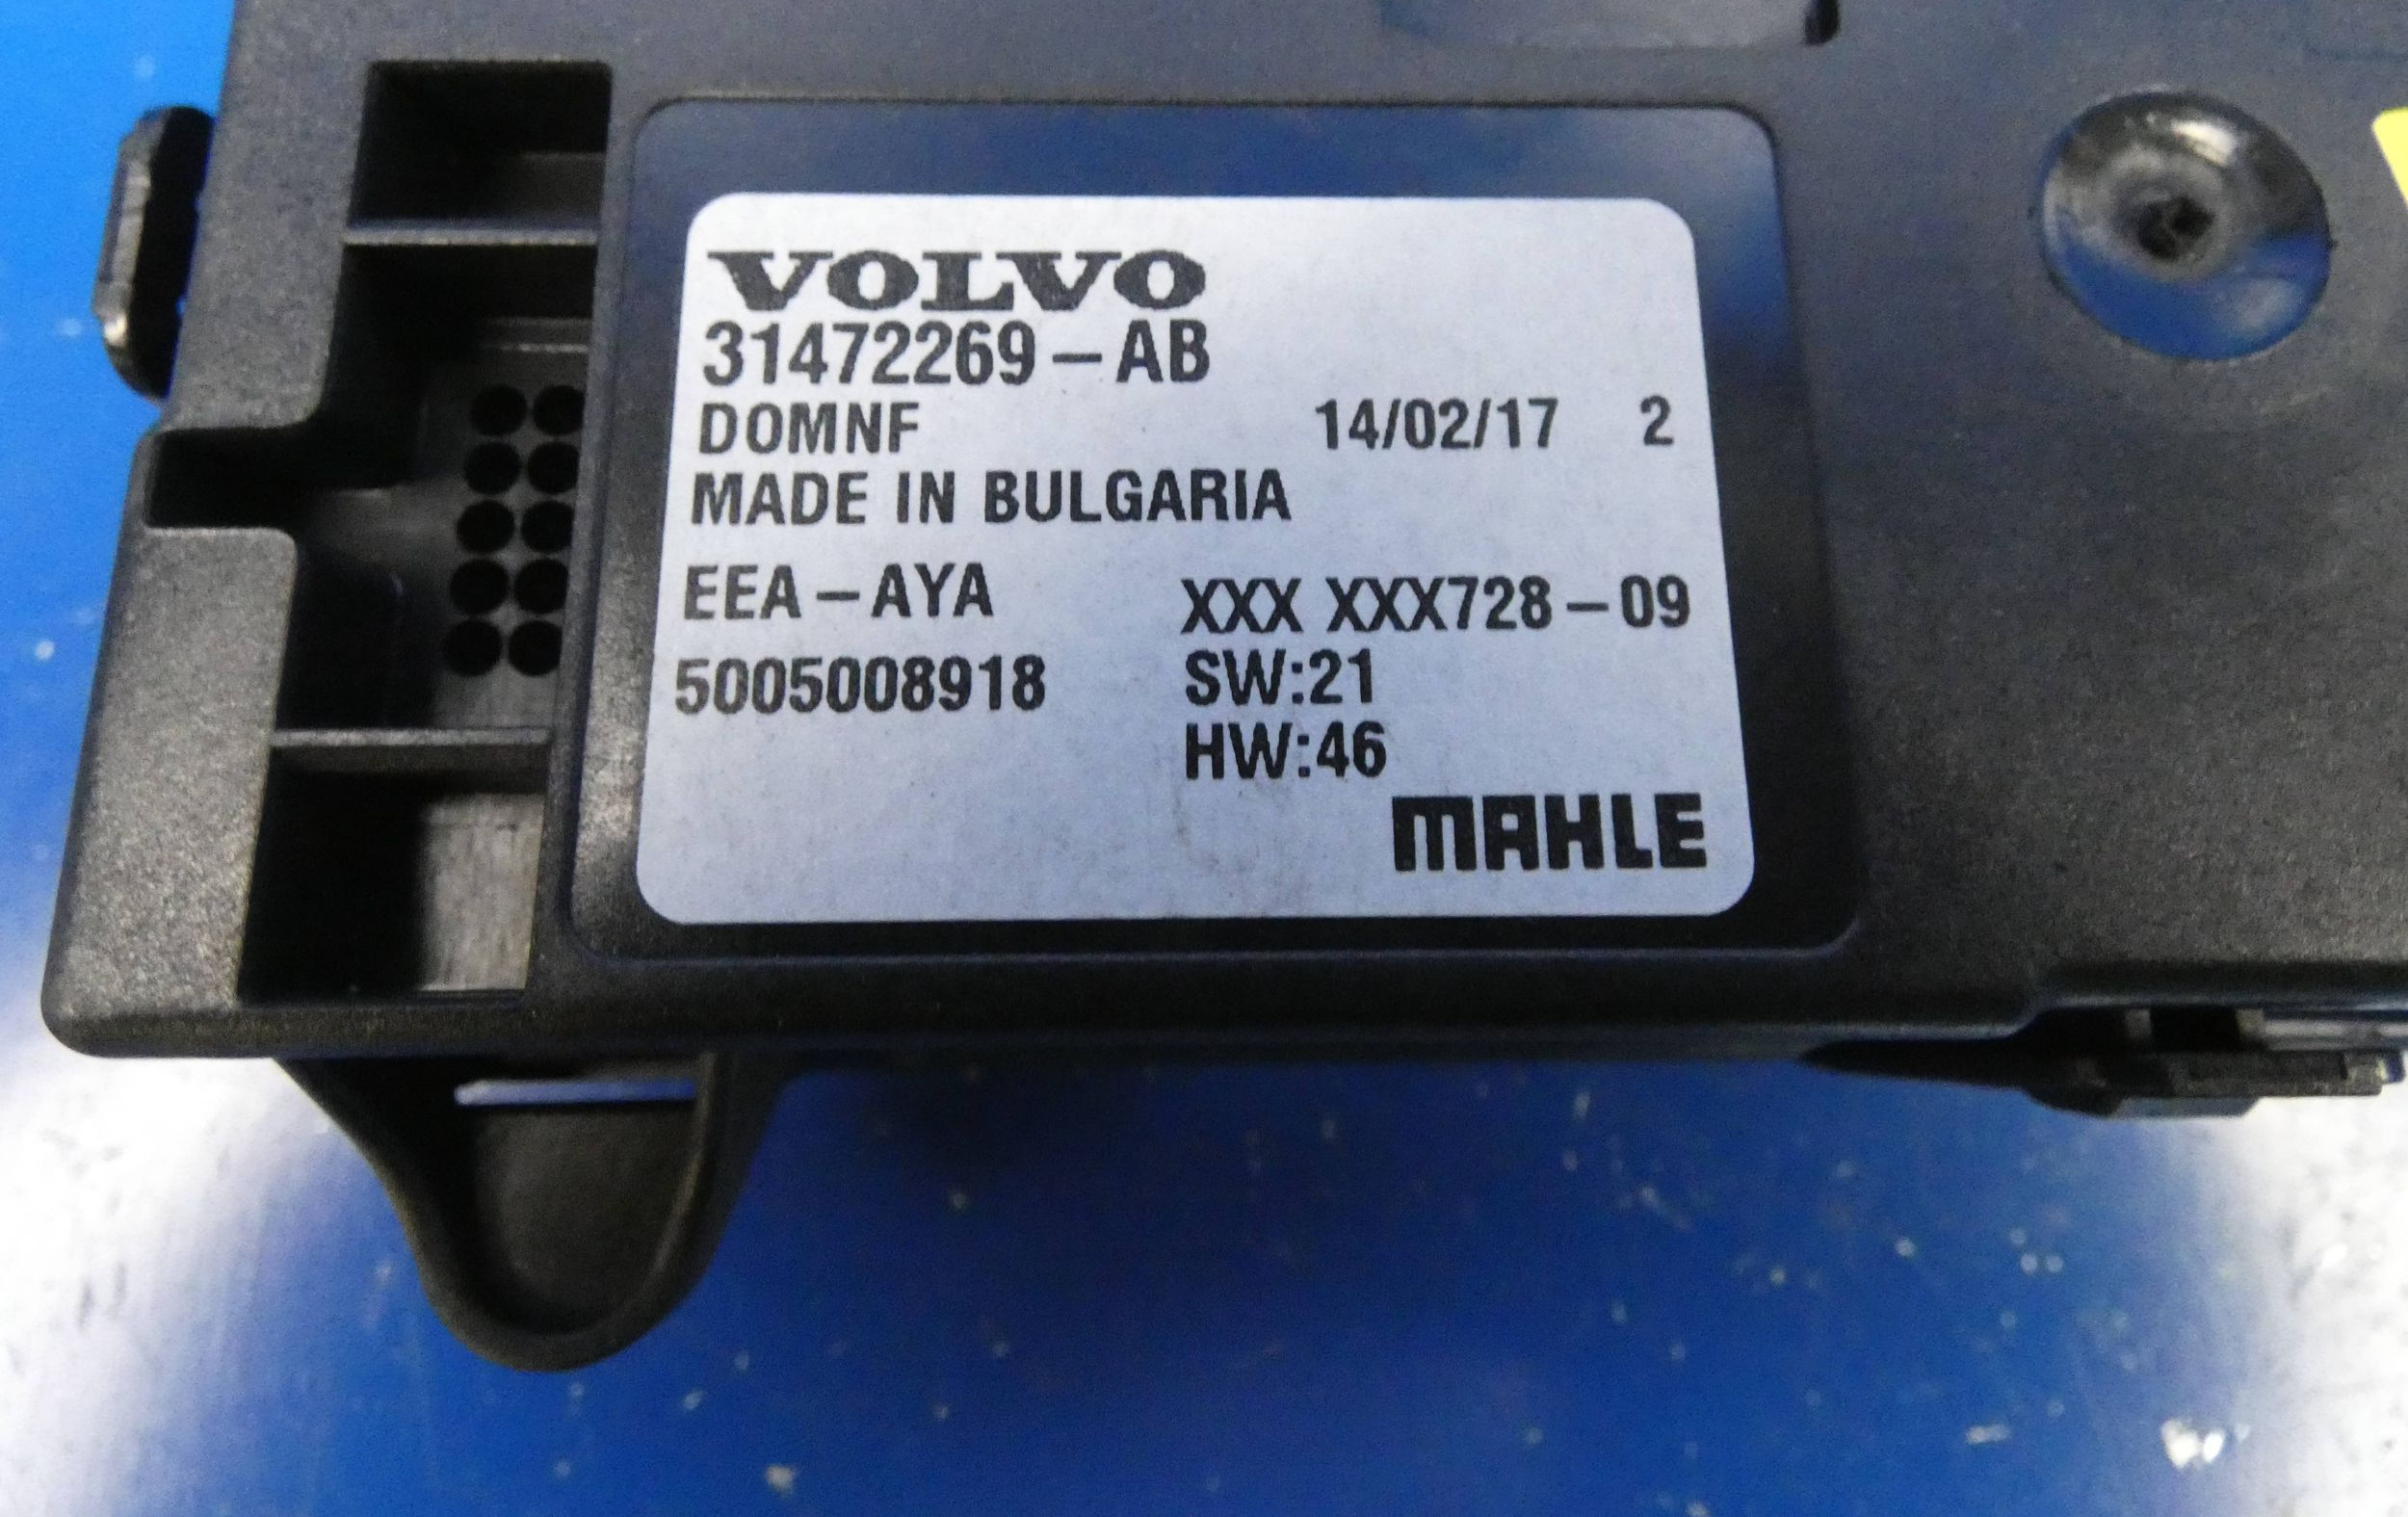 VOLVO
31472269-AB
DOMNF 14/02/17 2
MADE IN BULGARIA
EEA-AYA XXX XXX728-09
5005008918 SW:21
HW:46
MAHLE